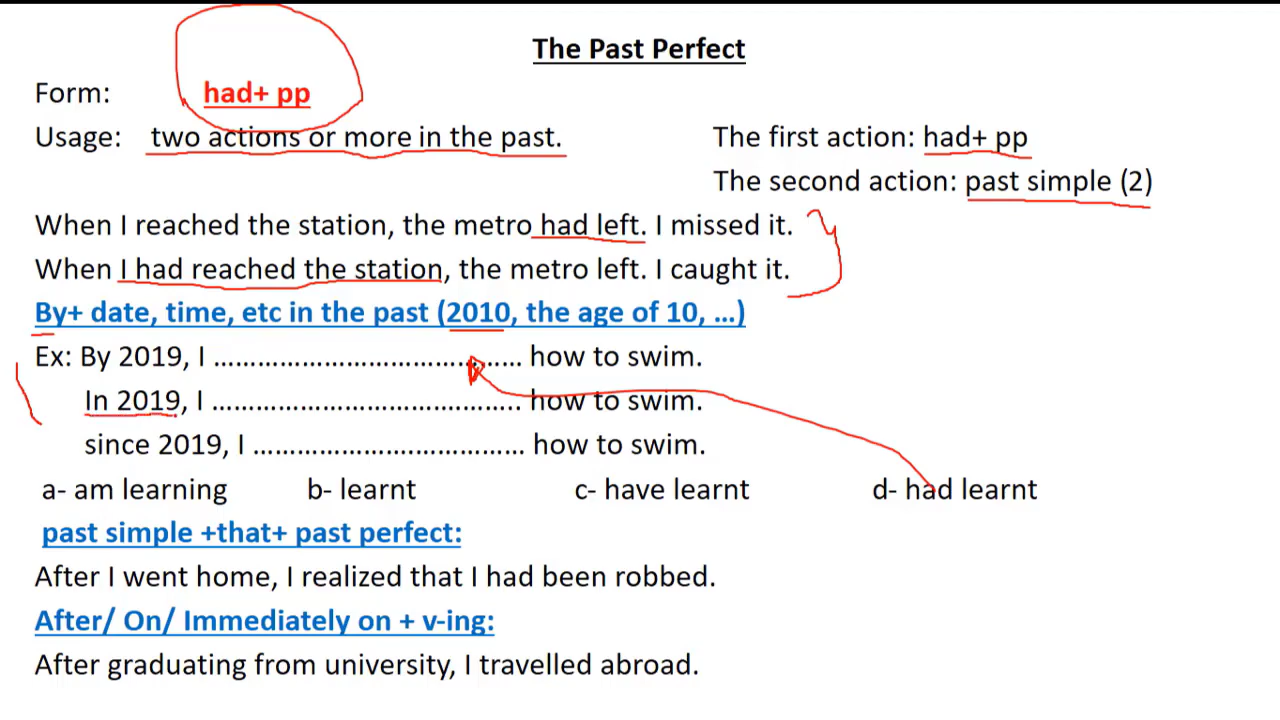 The Past Perfect
Form: had+ pp
Usage: two actions or more in the past. The first action: had+ pp
The second action: past simple (2)
When I reached the station, the metro had left. I missed it.
When I had reached the station, the metro left. I caught it.
By+ date, time, etc in the past (2010, the age of 10, ...)
Ex: By 2019, I ........................................ how to swim.
In 2019, I ........................................ how to swim.
since 2019, I .................................... how to swim.
a- am learning b- learnt c- have learnt d- had learnt
past simple +that+ past perfect:
After I went home, I realized that I had been robbed.
After/ On/ Immediately on + v-ing:
After graduating from university, I travelled abroad.